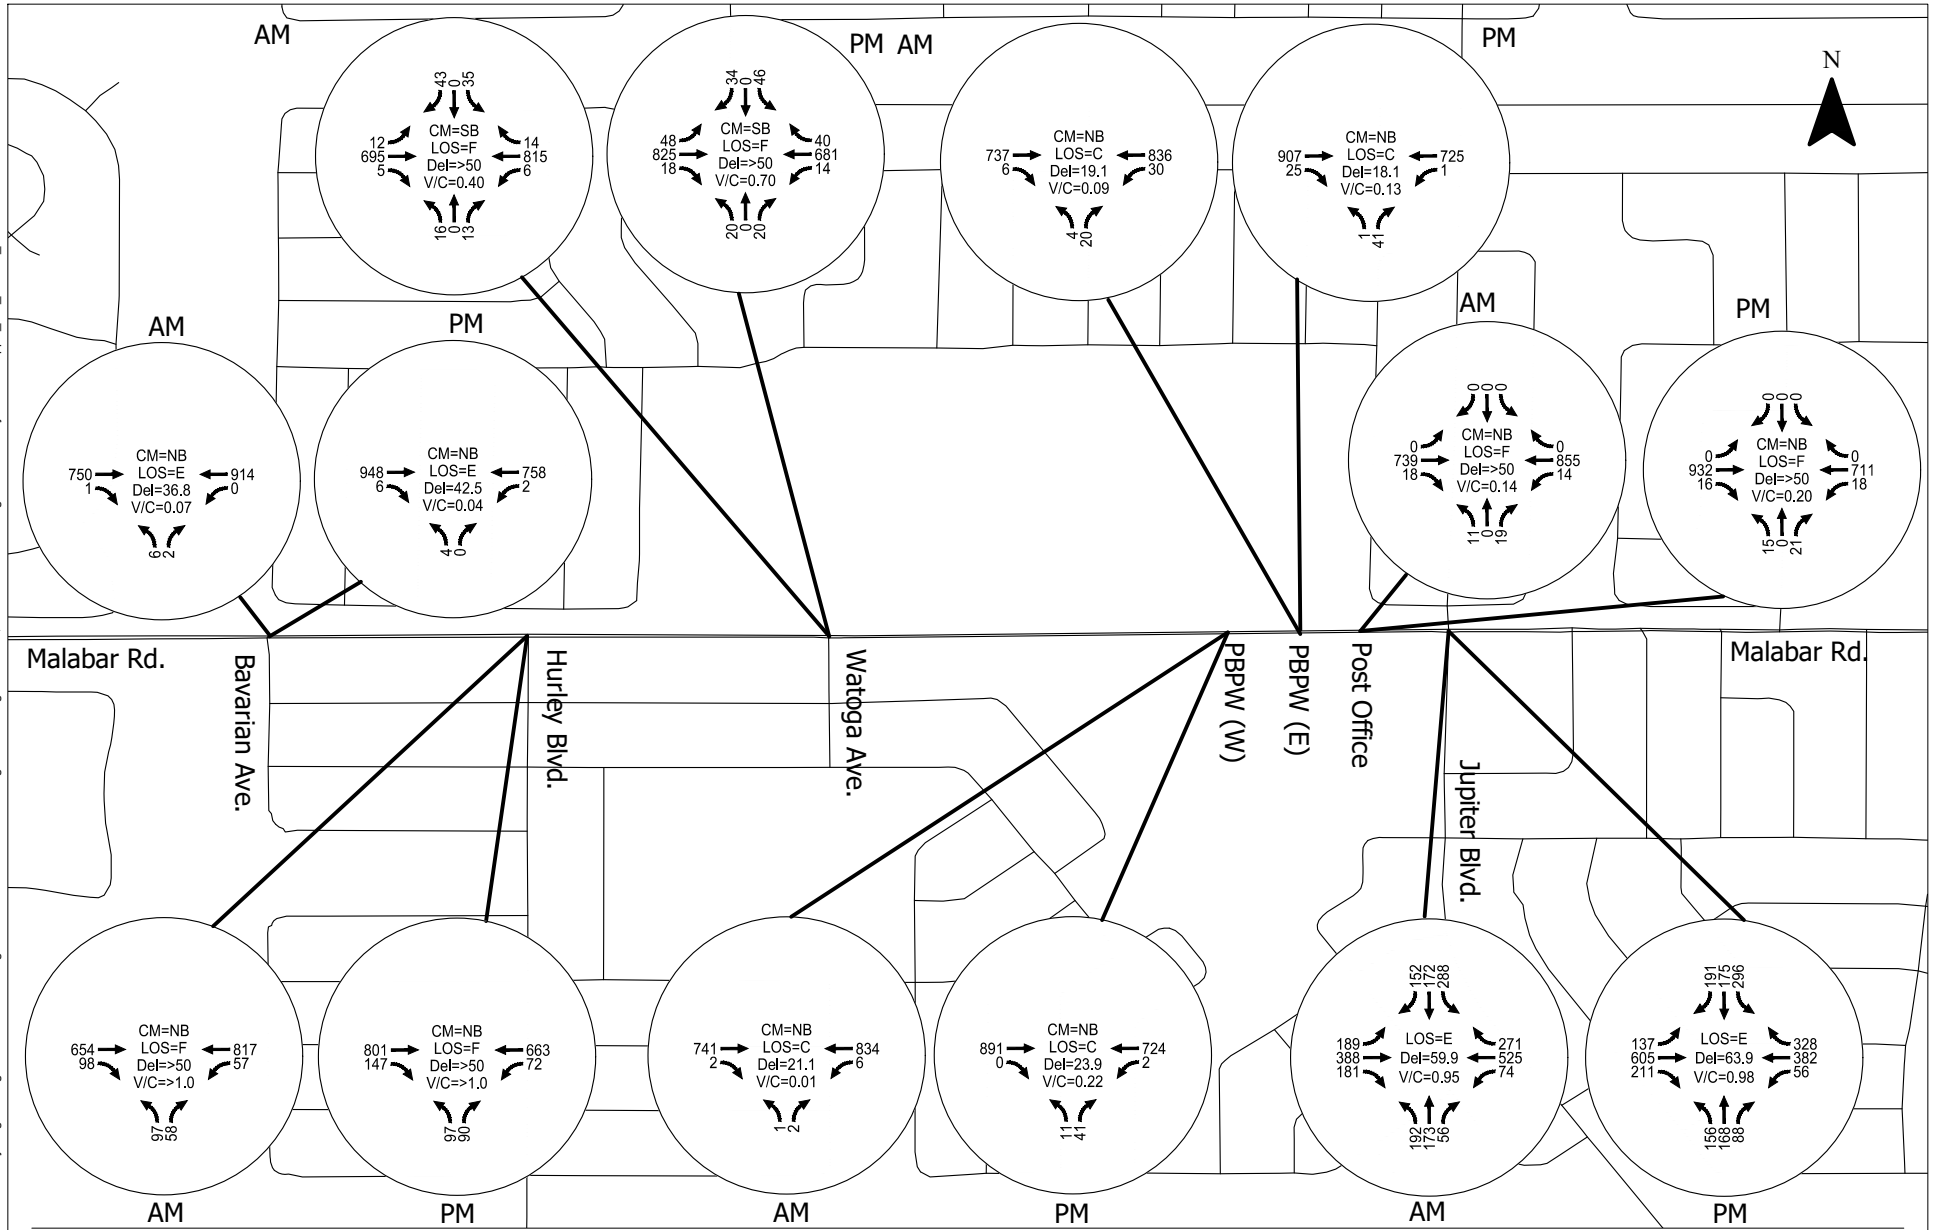 AM
PM
AM
PM
N
43 0 35
12
695
5
CM=SB
LOS=F
Del=>50
V/C=0.40
14
815
6
16 0 13
34 0 46
48
825
18
CM=SB
LOS=F
Del=>50
V/C=0.70
40
681
14
20 0 20
737
6
CM=NB
LOS=C
Del=19.1
V/C=0.09
836
30
4 20
907
25
CM=NB
LOS=C
Del=18.1
V/C=0.13
725
1
1 41
AM
PM
AM
PM
750
1
CM=NB
LOS=E
Del=36.8
V/C=0.07
914
0
6 2
948
6
CM=NB
LOS=E
Del=42.5
V/C=0.04
758
2
4 0
0 0 0
0
739
18
CM=NB
LOS=F
Del=>50
V/C=0.14
0
855
14
11 0 19
0 0 0
0
932
16
CM=NB
LOS=F
Del=>50
V/C=0.20
0
711
18
15 0 21
Malabar Rd.
Bavarian Ave.
Hurley Blvd.
Watoga Ave.
PBPW (W)
PBPW (E)
Post Office
Jupiter Blvd.
Malabar Rd.
654
98
CM=NB
LOS=F
Del=>50
V/C=>1.0
817
57
97 58
801
147
CM=NB
LOS=F
Del=>50
V/C=>1.0
663
72
97 90
741
2
CM=NB
LOS=C
Del=21.1
V/C=0.01
834
6
1 2
891
0
CM=NB
LOS=C
Del=23.9
V/C=0.22
724
2
11 41
152 172 288
189
388
181
LOS=E
Del=59.9
V/C=0.95
271
525
74
192 173 56
191 175 296
137
605
211
LOS=E
Del=63.9
V/C=0.98
328
382
56
156 168 88
AM
PM
AM
PM
AM
PM